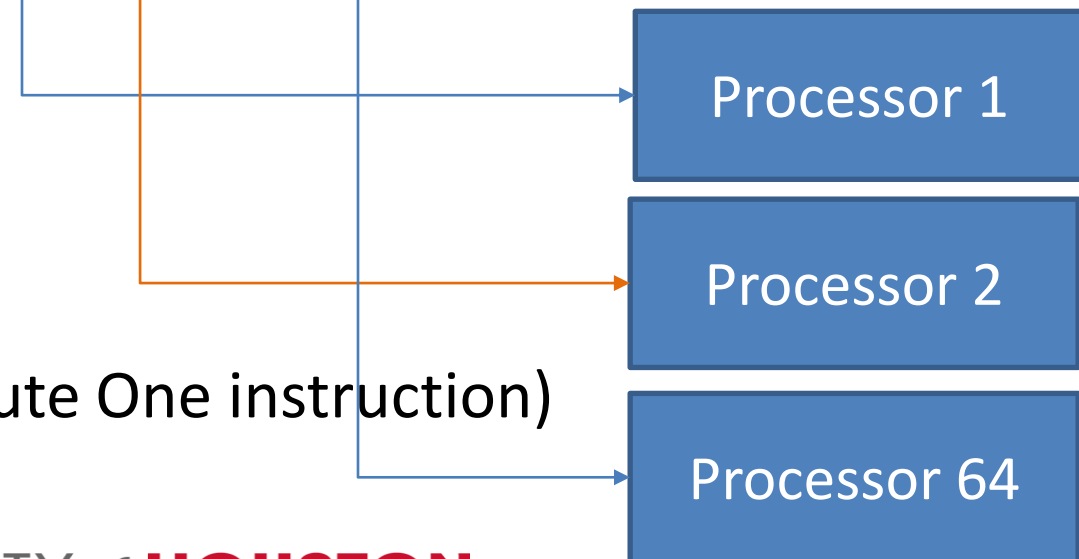 Processor 1
Processor 2
ute One instruction)
Processor 64